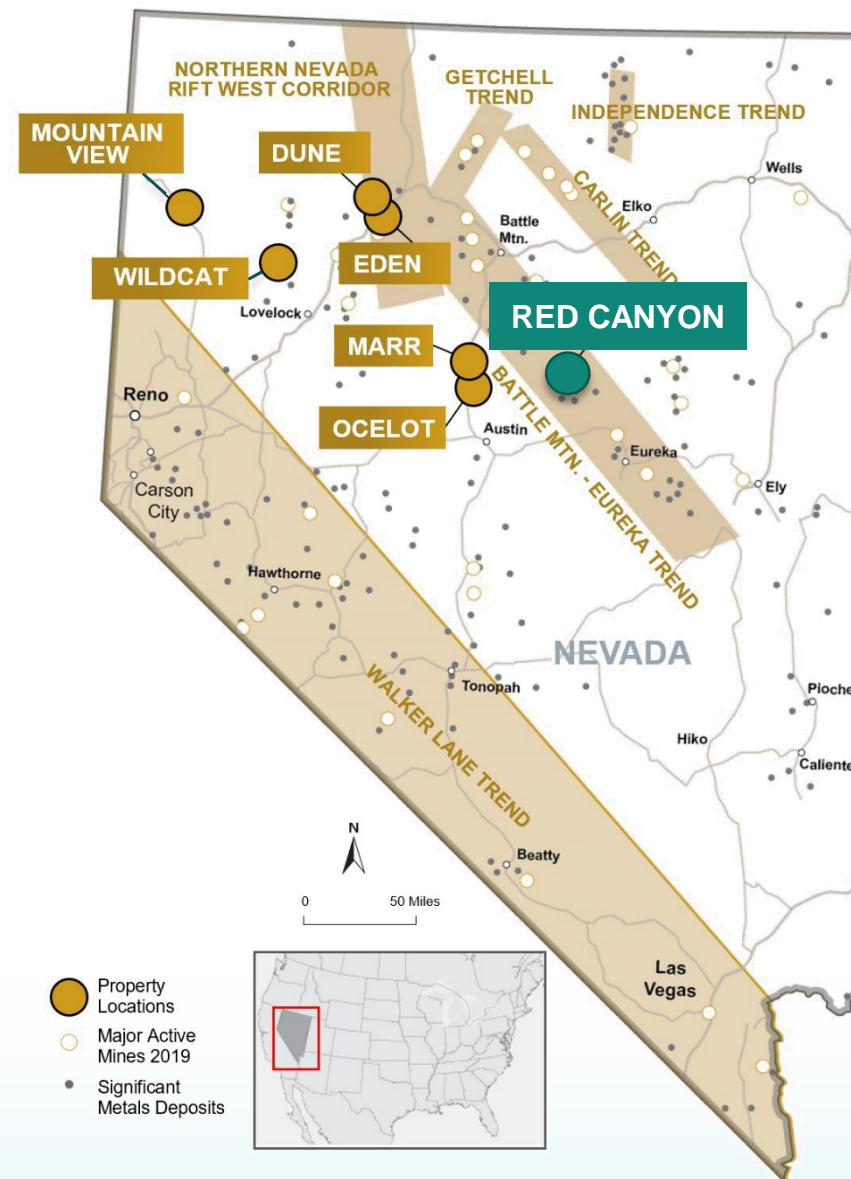 NORTHERN NEVADA
RIFT WEST CORRIDOR
GETCHELL
TREND
INDEPENDENCE TREND
MOUNTAIN
VIEW
DUNE
CARLIN TREND
Wells
Elko
Battle
Mtn.
EDEN
WILDCAT
Lovelock
RED CANYON
MARR
OCELOT
BATTLE MTN. - EUREKA TREND
Reno
Austin
Eureka
Ely
Carson
City
Hawthorne
NEVADA
WALKER LANE TREND
Tonopah
Pioche
Hiko
Caliente
N
Beatty
0 50 Miles
Las
Vegas
Property
Locations
Major Active
Mines 2019
Significant
Metals Deposits